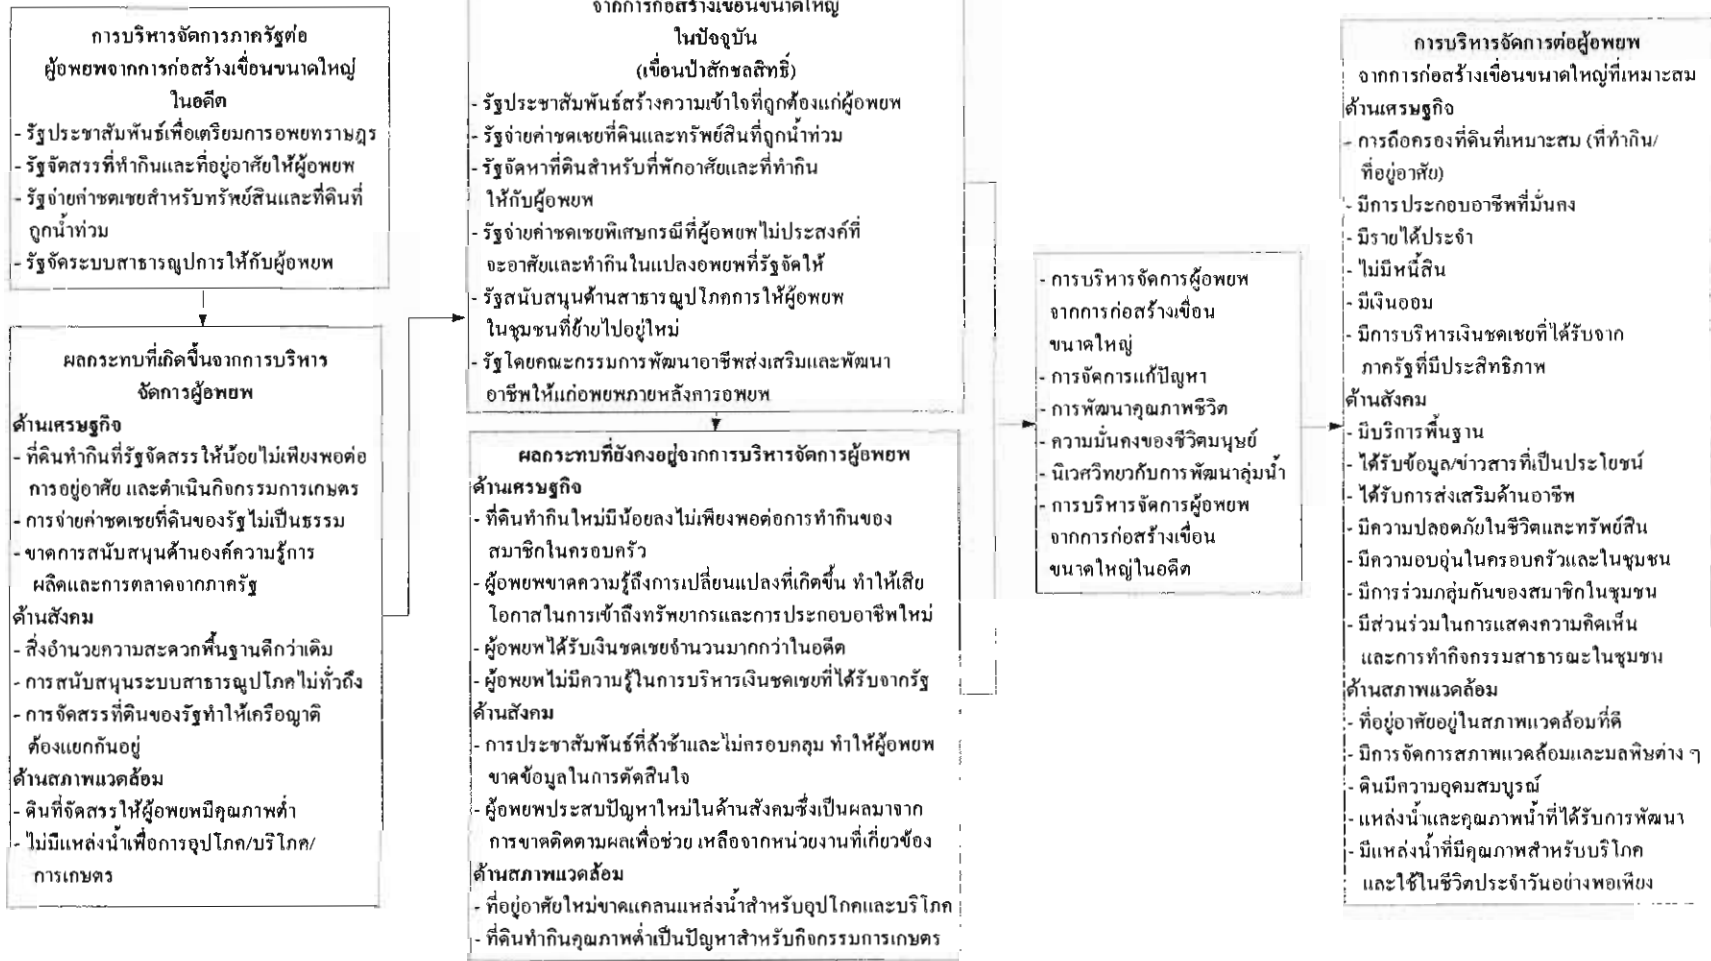 การบริหารจัดการภาครัฐต่อ
ผู้อพยพจากการก่อสร้างเขื่อนขนาดใหญ่
ในอดีต
- รัฐประชาสัมพันธ์เพื่อเตรียมการอพยทราษฎร
- รัฐจัดสรรที่ทำกินและที่อยู่อาศัยให้ผู้อพยพ
- รัฐจ่ายค่าชดเชยสำหรับทรัพย์สินและที่ดินที่
ถูกน้ำท่วม
- รัฐจัดระบบสาธารณูปการให้กับผู้อพยพ
ผลกระทบที่เกิดขึ้นจากการบริหาร
จัดการผู้อพยพ
ด้านเศรษฐกิจ
- ที่ดินทำกินที่รัฐจัดสรรให้น้อยไม่เพียงพอต่อ
การอยู่อาศัย และดำเนินกิจกรรมการเกษตร
- การจ่ายค่าชดเชยที่ดินของรัฐไม่เป็นธรรม
- ขาดการสนับสนุนด้านองค์ความรู้การ
ผลิตและการตลาดจากภาครัฐ
ด้านสังคม
- สิ่งอำนวยความสะดวกพื้นฐานดีกว่าเดิม
- การสนับสนุนระบบสาธารณูปโภคไม่ทั่วถึง
- การจัดสรรที่ดินของรัฐทำให้เครือญาติ
ต้องแยกกันอยู่
ด้านสภาพแวดล้อม
- ดินที่จัดสรรให้ผู้อพยพมีคุณภาพต่ำ
- ไม่มีแหล่งน้ำเพื่อการอุปโภค/บริโภค/
การเกษตร
จากการก่อสร้างเขื่อนขนาดใหญ่
ในปัจจุบัน
(เขื่อนป่าสักชลสิทธิ์)
- รัฐประชาสัมพันธ์สร้างความเข้าใจที่ถูกต้องแก่ผู้อพยพ
- รัฐจ่ายค่าชดเชยที่ดินและทรัพย์สินที่ถูกน้ำท่วม
- รัฐจัดหาที่ดินสำหรับที่พักอาศัยและที่ทำกิน
ให้กับผู้อพยพ
- รัฐจ่ายค่าชดเชยพิเศษกรณีที่ผู้อพยพไม่ประสงค์ที่
จะอาศัยและทำกินในแปลงอพยพที่รัฐจัดให้
- รัฐสนับสนุนด้านสาธารณูปโภคการให้ผู้อพยพ
ในชุมชนที่ย้ายไปอยู่ใหม่
- รัฐโดยคณะกรรมการพัฒนาอาชีพส่งเสริมและพัฒนา
อาชีพให้แก่อพยพภายหลังการอพยพ
ผลกระทบที่ยังคงอยู่จากการบริหารจัดการผู้อพยพ
ด้านเศรษฐกิจ
- ที่ดินทำกินใหม่มีน้อยลงไม่เพียงพอต่อการทำกินของ
สมาชิกในครอบครัว
- ผู้อพยพขาดความรู้ถึงการเปลี่ยนแปลงที่เกิดขึ้น ทำให้เสีย
โอกาสในการเข้าถึงทรัพยากรและการประกอบอาชีพใหม่
- ผู้อพยพได้รับเงินชดเชยจำนวนมากกว่าในอดีต
- ผู้อพยพไม่มีความรู้ในการบริหารเงินชดเชยที่ได้รับจากรัฐ
ด้านสังคม
- การประชาสัมพันธ์ที่ล้าช้าและไม่ครอบคลุม ทำให้ผู้อพยพ
ขาดข้อมูลในการตัดสินใจ
- ผู้อพยพประสบปัญหาใหม่ในด้านสังคมซึ่งเป็นผลมาจาก
การขาดติดตามผลเพื่อช่วยเหลือจากหน่วยงานที่เกี่ยวข้อง
ด้านสภาพแวดล้อม
- ที่อยู่อาศัยใหม่ขาดแคลนแหล่งน้ำสำหรับอุปโภคและบริโภค
- ที่ดินทำกินคุณภาพต่ำเป็นปัญหาสำหรับกิจกรรมการเกษตร
- การบริหารจัดการผู้อพยพ
จากการก่อสร้างเขื่อน
ขนาดใหญ่
- การจัดการแก้ปัญหา
- การพัฒนาคุณภาพชีวิต
- ความมั่นคงของชีวิตมนุษย์
- นิเวศวิทยากับการพัฒนาลุ่มน้ำ
- การบริหารจัดการผู้อพยพ
จากการก่อสร้างเขื่อน
ขนาดใหญ่ในอดีต
การบริหารจัดการต่อผู้อพยพ
จากการก่อสร้างเขื่อนขนาดใหญ่ที่เหมาะสม
ด้านเศรษฐกิจ
- การถือครองที่ดินที่เหมาะสม (ที่ทำกิน/
ที่อยู่อาศัย)
- มีการประกอบอาชีพที่มั่นคง
- มีรายได้ประจำ
- ไม่มีหนี้สิน
- มีเงินออม
- มีการบริหารเงินชดเชยที่ได้รับจาก
ภาครัฐที่มีประสิทธิภาพ
ด้านสังคม
- มีบริการพื้นฐาน
- ได้รับข้อมูล/ข่าวสารที่เป็นประโยชน์
- ได้รับการส่งเสริมด้านอาชีพ
- มีความปลอดภัยในชีวิตและทรัพย์สิน
- มีความอบอุ่นในครอบครัวและในชุมชน
- มีการร่วมกลุ่มกันของสมาชิกในชุมชน
- มีส่วนร่วมในการแสดงความคิดเห็น
และการทำกิจกรรมสาธารณะในชุมชน
ด้านสภาพแวดล้อม
- ที่อยู่อาศัยอยู่ในสภาพแวดล้อมที่ดี
- มีการจัดการสภาพแวดล้อมและมลพิษต่าง ๆ
- ดินมีความอุดมสมบูรณ์
- แหล่งน้ำและคุณภาพน้ำที่ได้รับการพัฒนา
- มีแหล่งน้ำที่มีคุณภาพสำหรับบริโภค
และใช้ในชีวิตประจำวันอย่างพอเพียง